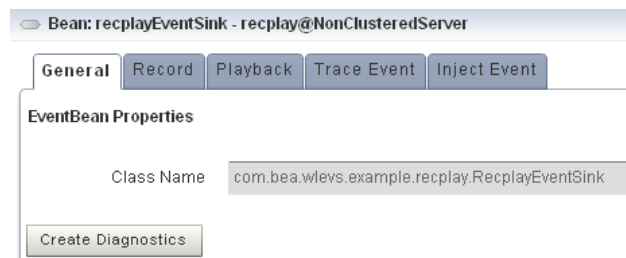 Bean: recplayEventSink - recplay@NonClusteredServer
General Record Playback Trace Event Inject Event
EventBean Properties
Class Name com.bea.wlevs.example.recplay.RecplayEventSink
Create Diagnostics